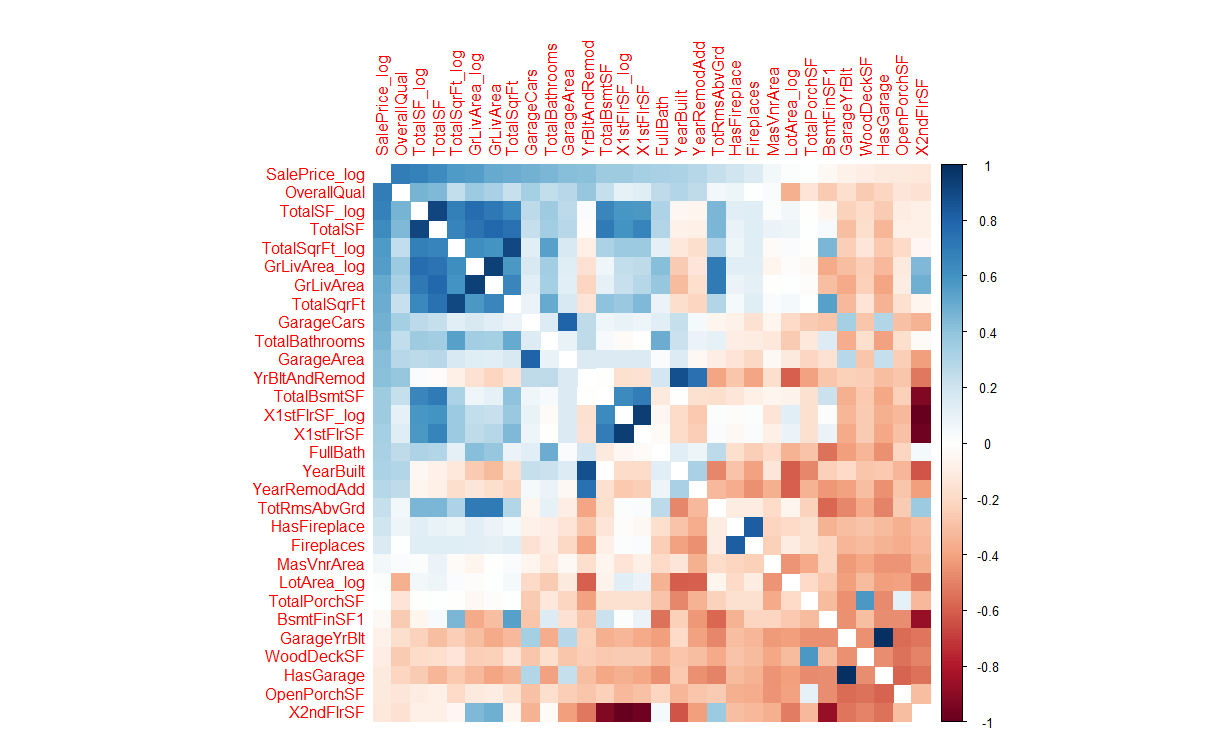 SalePrice_log
OverallQual
TotalSF_log
TotalSF
TotalSqrFt_log
GrLivArea_log
GrLivArea
TotalSqrFt
GarageCars
TotalBathrooms
GarageArea
YrBltAndRemod
TotalBsmtSF
X1stFlrSF_log
X1stFlrSF
FullBath
YearBuilt
YearRemodAdd
TotRmsAbvGrd
HasFireplace
Fireplaces
MasVnrArea
LotArea_log
TotalPorchSF
BsmtFinSF1
GarageYrBlt
WoodDeckSF
HasGarage
OpenPorchSF
X2ndFlrSF
SalePrice_log
OverallQual
TotalSF_log
TotalSF
TotalSqrFt_log
GrLivArea_log
GrLivArea
TotalSqrFt
GarageCars
TotalBathrooms
GarageArea
YrBltAndRemod
TotalBsmtSF
X1stFlrSF_log
X1stFlrSF
FullBath
YearBuilt
YearRemodAdd
TotRmsAbvGrd
HasFireplace
Fireplaces
MasVnrArea
LotArea_log
TotalPorchSF
BsmtFinSF1
GarageYrBlt
WoodDeckSF
HasGarage
OpenPorchSF
X2ndFlrSF
1
0.8
0.6
0.4
0.2
0
-0.2
-0.4
-0.6
-0.8
-1